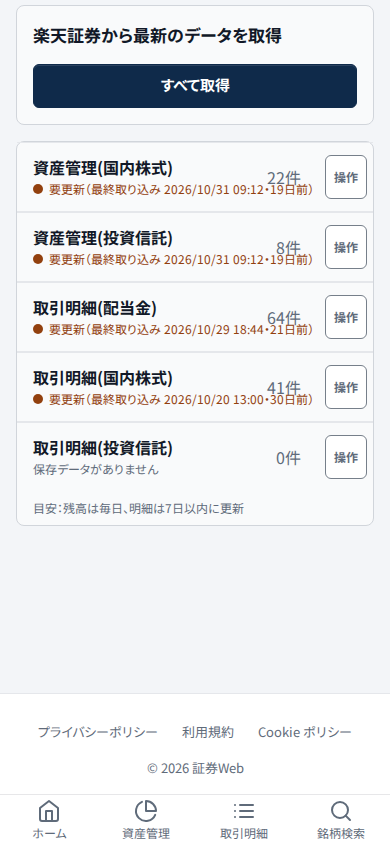 楽天証券から最新のデータを取得
すべて取得
資産管理(国内株式)
22件
操作
要更新(最終取り込み 2026/10/31 09:12・19日前)
資産管理(投資信託)
8件
操作
要更新(最終取り込み 2026/10/31 09:12・19日前)
取引明細(配当金)
64件
操作
要更新(最終取り込み 2026/10/29 18:44・21日前)
取引明細(国内株式)
41件
操作
要更新(最終取り込み 2026/10/20 13:00・30日前)
取引明細(投資信託)
0件
操作
保存データがありません
目安:残高は毎日、明細は7日以内に更新
プライバシーポリシー 利用規約 Cookie ポリシー
© 2026 証券Web
ホーム 資産管理 取引明細 銘柄検索